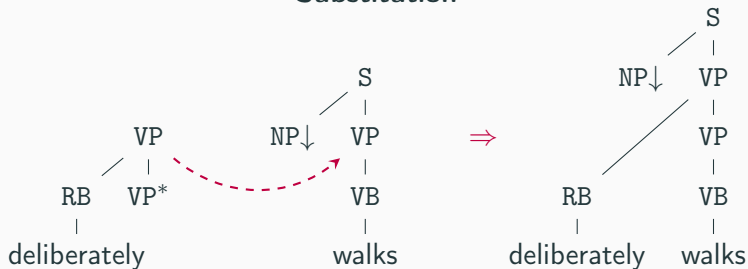 Substitution
S
S
NP↓ VP
VP NP↓ VP ⇒ VP
RB VP* VB RB VB
deliberately walks deliberately walks